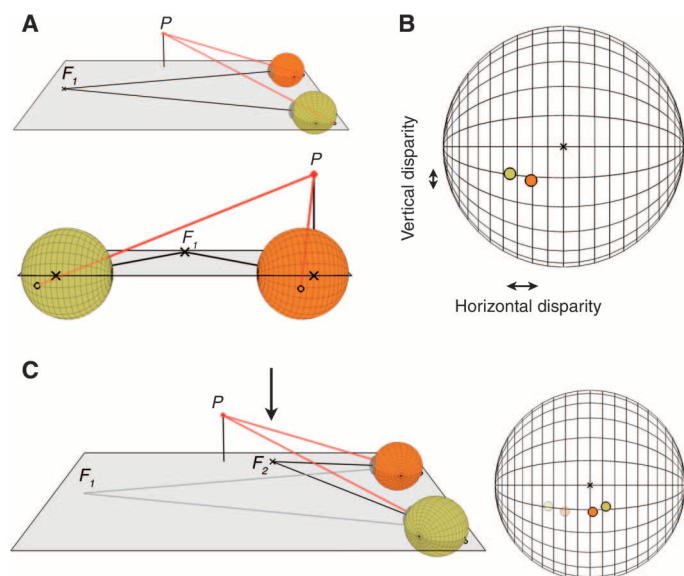 A
P
F1
P
F1
B
Vertical disparity
Horizontal disparity
C
P
F1
F2